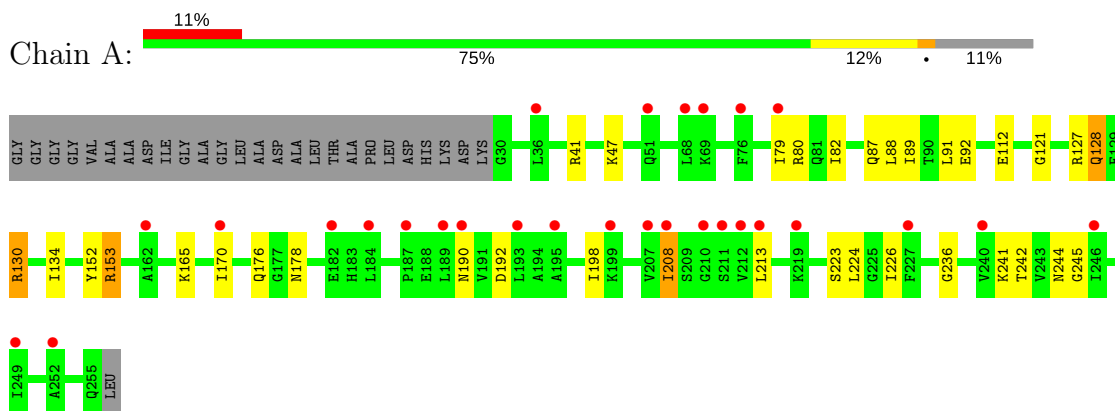 11%
Chain A:
75% 12% • 11%
GLY GLY GLY GLY VAL ALA ALA ASP ILE GLY ALA GLY LEU ALA ASP ALA LEU THR ALA PRO LEU ASP HIS LYS ASP LYS G30 L36 R41 K47 Q51 L68 K69 F76 I79 R80 Q81 I82 Q87 L88 I89 T90 L91 E92 E112 G121 R127 Q128 E129
R130 I134 Y152 R153 A162 K165 I170 Q176 G177 N178 E182 H183 L184 P187 E188 L189 N190 V191 D192 L193 A194 A195 I198 K199 V207 I208 S209 G210 S211 V212 L213 K219 S223 L224 G225 I226 F227 G236 V240 K241 T242 V243 N244 G245 I246
I249 A252 Q255 LEU